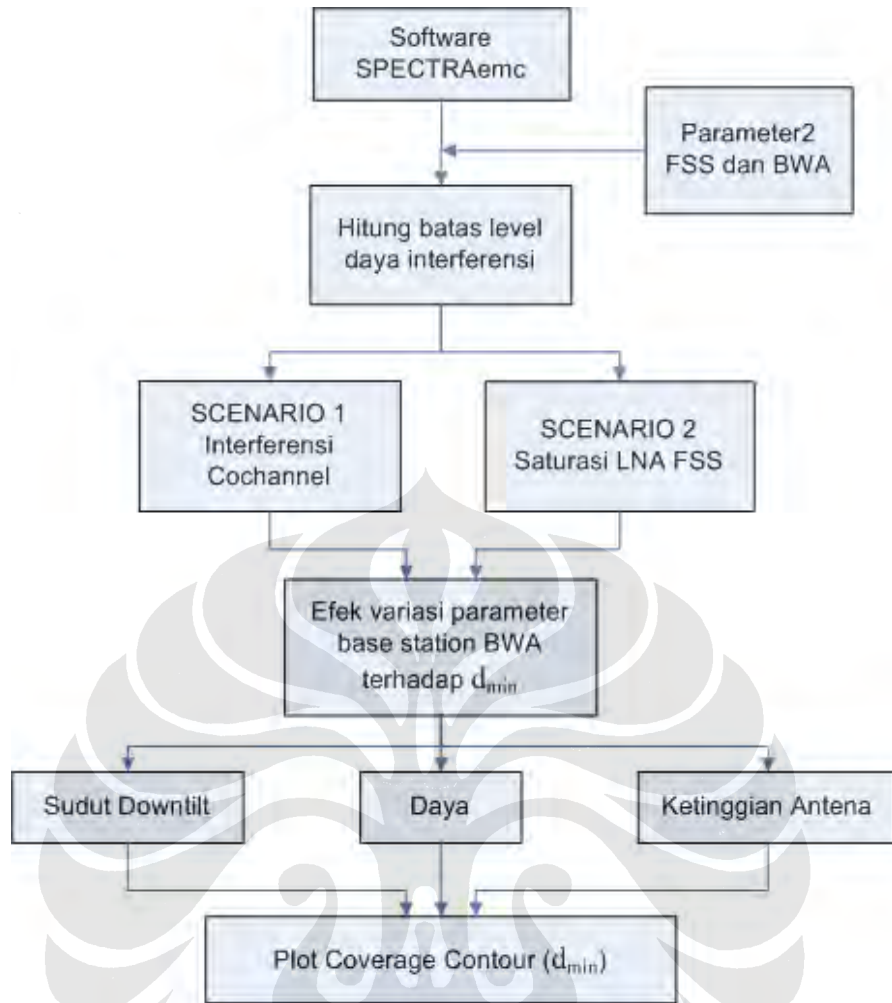 Software
SPECTRAemc
Parameter2
FSS dan BWA
Hitung batas level
daya interferensi
SCENARIO 1
Interferensi
Cochannel
SCENARIO 2
Saturasi LNA FSS
Efek variasi parameter
base station BWA
terhadap dmin
Sudut Downtilt
Daya
Ketinggian Antena
Plot Coverage Contour (dmin)